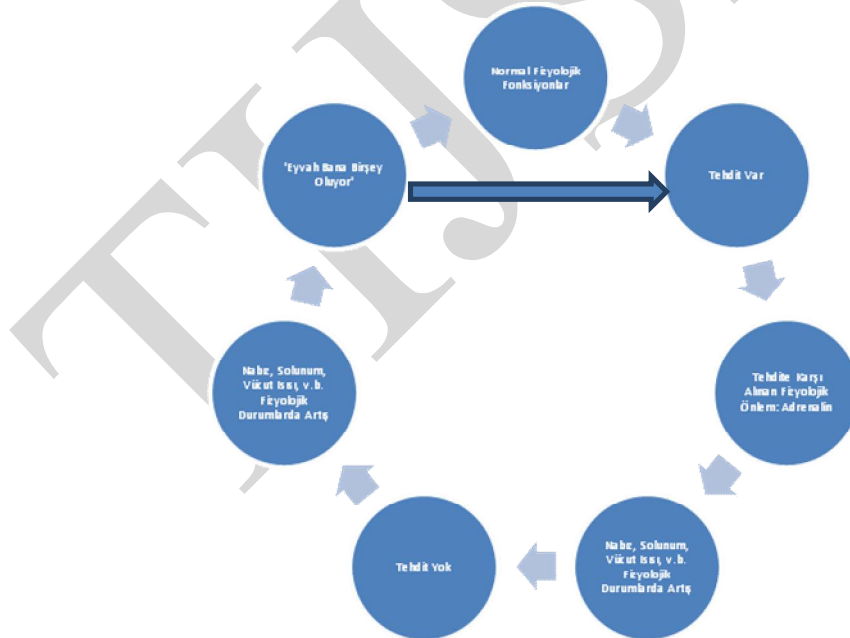 Normal Fizyolojik
Fonksiyonlar
Tehdit Var
Tehdite Karşı
Alınan Fizyolojik
Önlem: Adrenalin
Nabız, Solunum,
Vücut Isısı, v.b.
Fizyolojik
Durumlarda Artış
Tehdit Yok
Nabız, Solunum,
Vücut Isısı, v.b.
Fizyolojik
Durumlarda Artış
'Eyvah Bana Birşey
Oluyor'